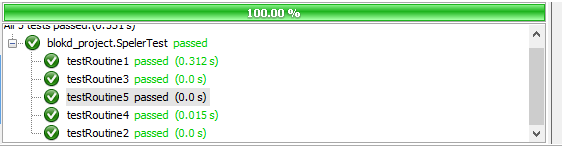 100.00 %
All 5 tests passed.(0.331 s)
blokd_project.SpelerTest passed
testRoutine1 passed (0.312 s)
testRoutine3 passed (0.0 s)
testRoutine5 passed (0.0 s)
testRoutine4 passed (0.015 s)
testRoutine2 passed (0.0 s)